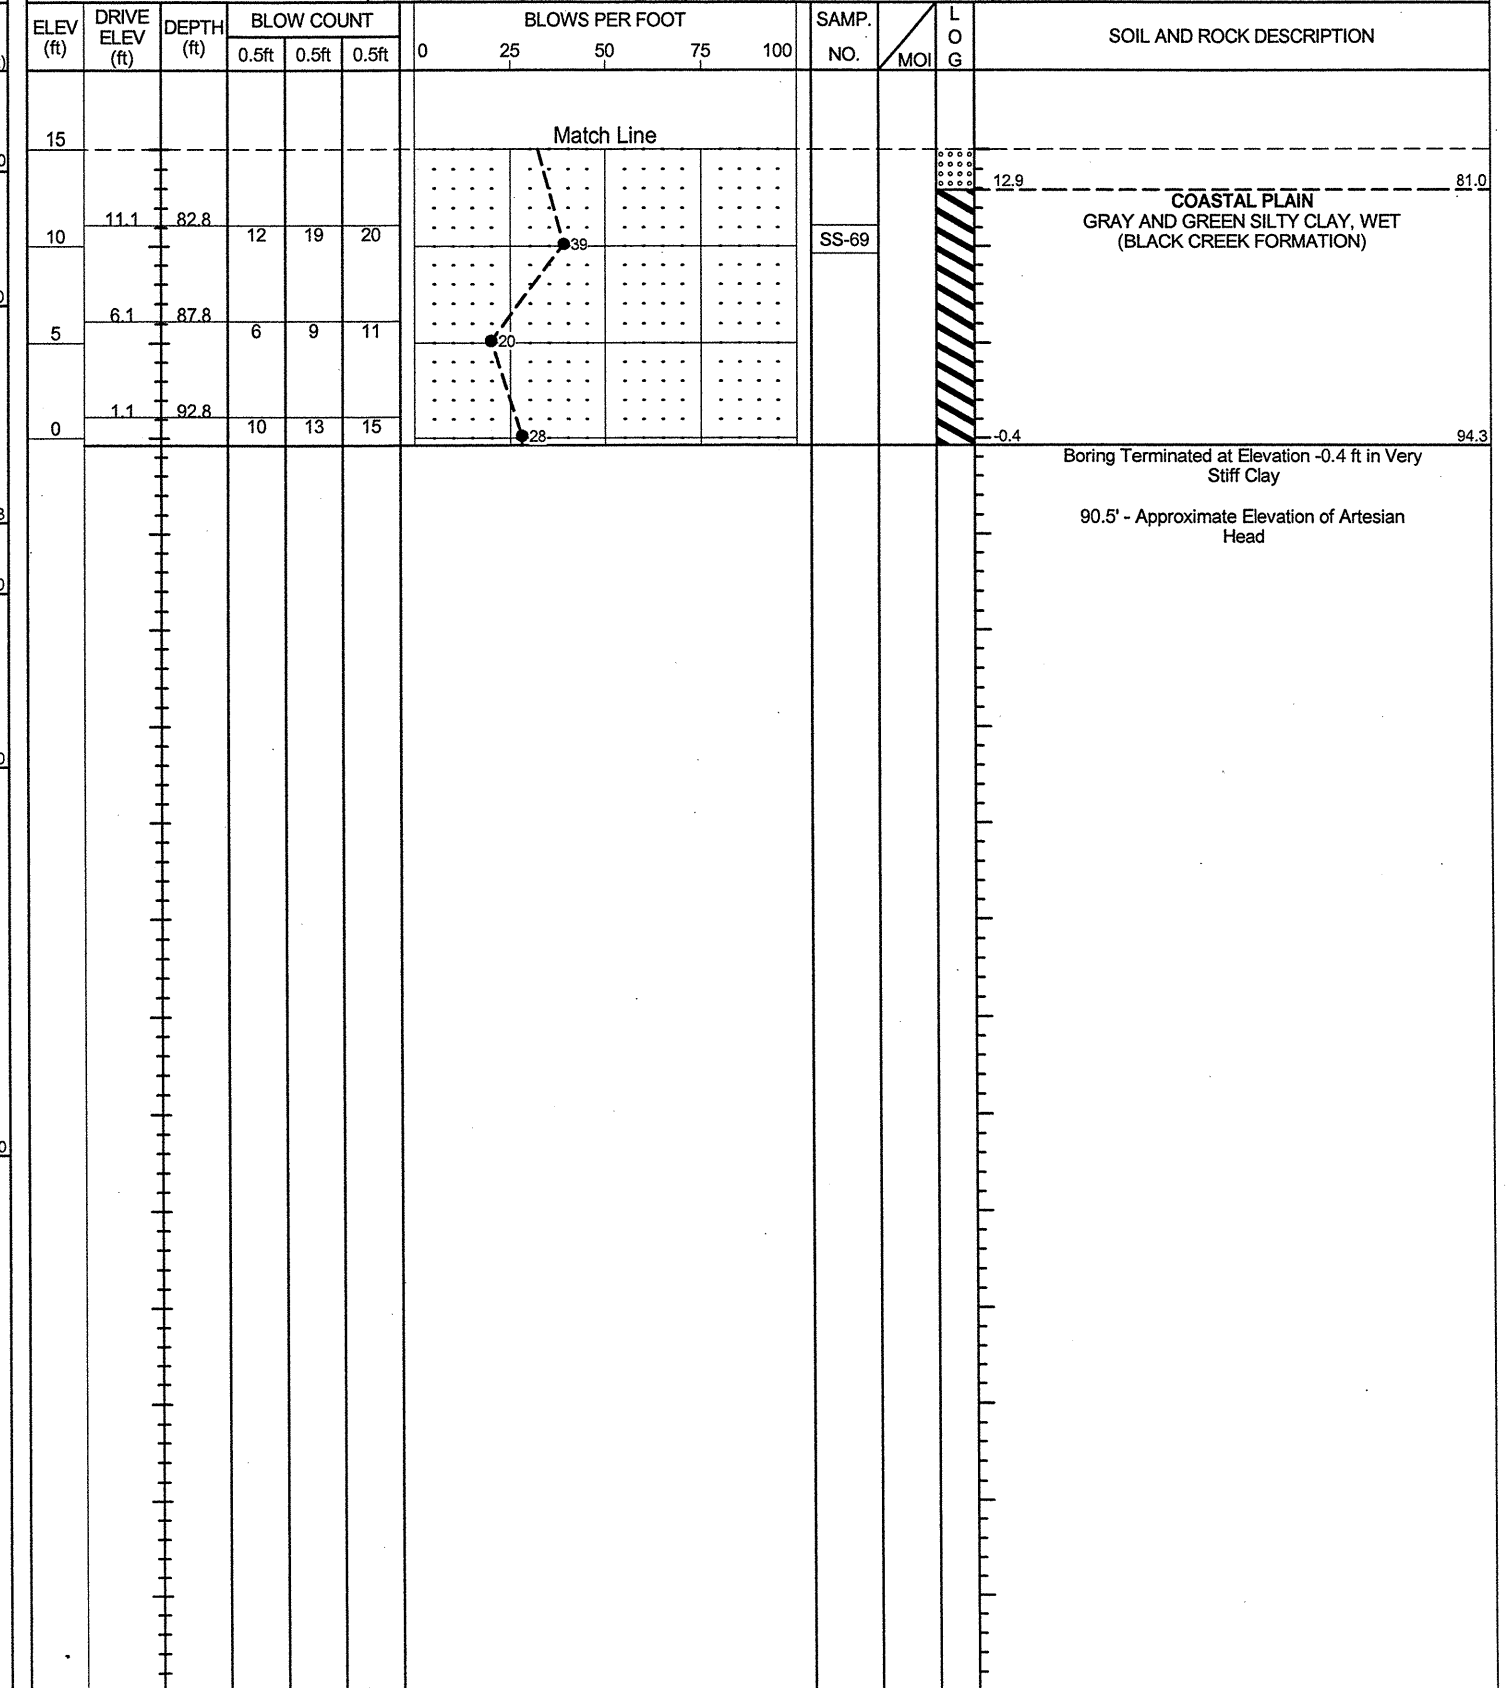 ELEV (ft) DRIVE ELEV (ft) DEPTH (ft) BLOW COUNT BLOWS PER FOOT SAMP. NO. MOI L O G SOIL AND ROCK DESCRIPTION
0.5ft 0.5ft 0.5ft 0 25 50 75 100
15 Match Line
12.9 81.0
COASTAL PLAIN
11.1 82.8 GRAY AND GREEN SILTY CLAY, WET
10 12 19 20 39 SS-69 (BLACK CREEK FORMATION)
6.1 87.8
5 6 9 11 20
1.1 92.8
0 10 13 15 28 -0.4 94.3
Boring Terminated at Elevation -0.4 ft in Very
Stiff Clay
90.5' - Approximate Elevation of Artesian
Head